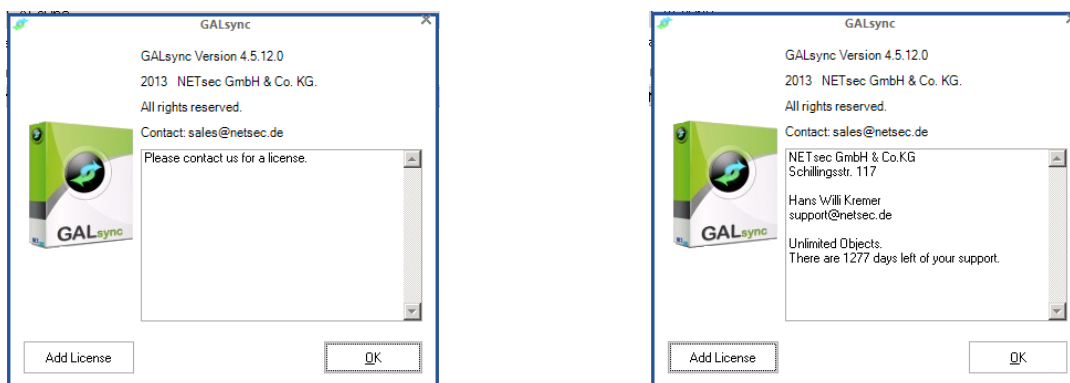 GALsync
GALsync Version 4.5.12.0
2013 NETsec GmbH & Co. KG.
All rights reserved.
Contact: sales@netsec.de
Please contact us for a license.
GALsync
Add License
OK
GALsync
GALsync Version 4.5.12.0
2013 NETsec GmbH & Co. KG.
All rights reserved.
Contact: sales@netsec.de
NETsec GmbH & Co.KG
Schillingsstr. 117
Hans Willi Kremer
support@netsec.de
Unlimited Objects.
There are 1277 days left of your support.
GALsync
Add License
OK